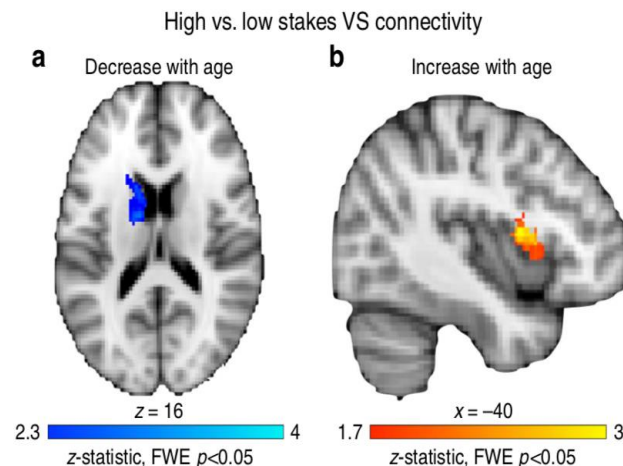 High vs. low stakes VS connectivity
a
Decrease with age
z = 16
2.3 4
z-statistic, FWE p<0.05
b
Increase with age
x = –40
1.7 3
z-statistic, FWE p<0.05